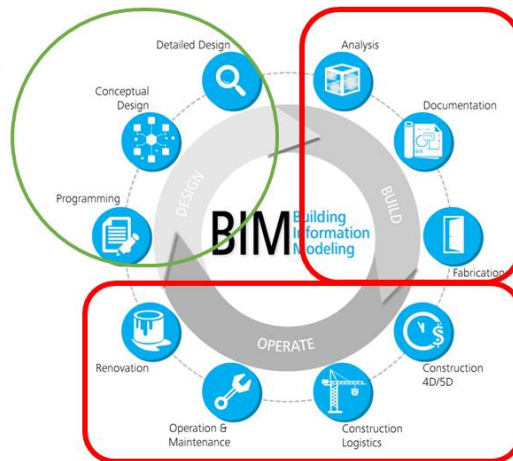 Detailed Design
Analysis
Conceptual
Design
Documentation
Programming
DESIGN
BUILD
BIM
Building
Information
Modeling
Fabrication
Renovation
OPERATE
Construction
4D/5D
Operation &
Maintenance
Construction
Logistics
$